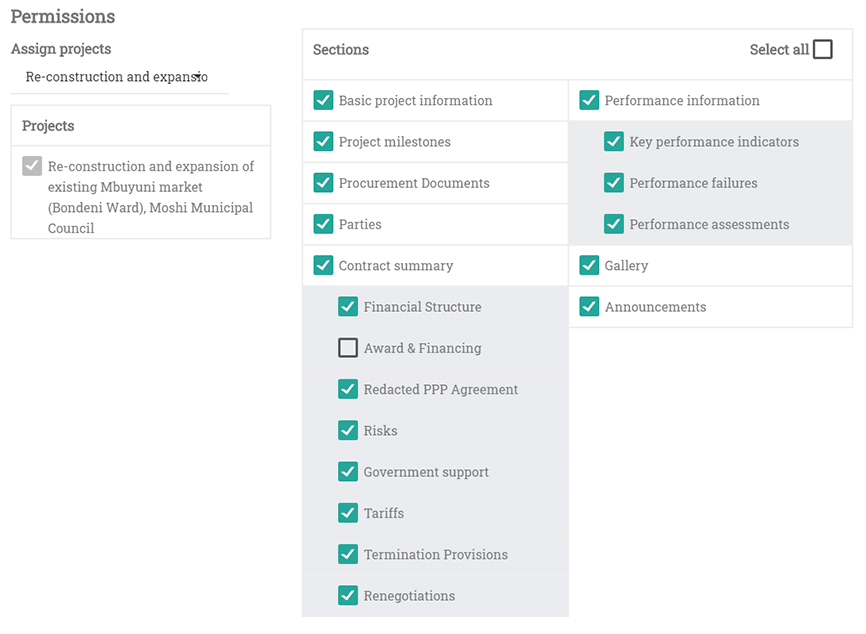 Permissions
Assign projects
Re-construction and expansio
Projects
Re-construction and expansion of
existing Mbuyuni market
(Bondeni Ward), Moshi Municipal
Council
Sections
Select all
Basic project information
Project milestones
Procurement Documents
Parties
Contract summary
Financial Structure
Award & Financing
Redacted PPP Agreement
Risks
Government support
Tariffs
Termination Provisions
Renegotiations
Performance information
Key performance indicators
Performance failures
Performance assessments
Gallery
Announcements